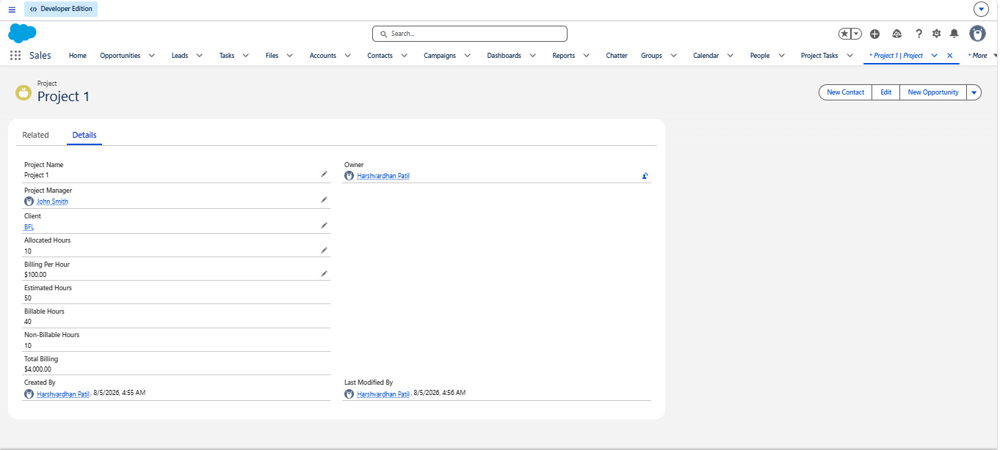 Developer Edition
Search...
Sales Home Opportunities Leads Tasks Files Accounts Contacts Campaigns Dashboards Reports Chatter Groups Calendar People Project Tasks * Project 1 | Project * More
Project
Project 1
New Contact Edit New Opportunity
Related Details
Project Name
Project 1
Owner
Harshvardhan Patil
Project Manager
John Smith
Client
BFL
Allocated Hours
10
Billing Per Hour
$100.00
Estimated Hours
50
Billable Hours
40
Non-Billable Hours
10
Total Billing
$4,000.00
Created By
Harshvardhan Patil, 8/5/2026, 4:55 AM
Last Modified By
Harshvardhan Patil, 8/5/2026, 4:56 AM